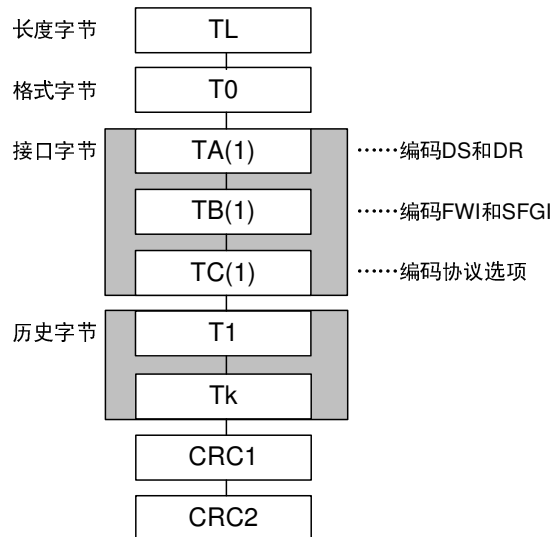 长度字节 TL
格式字节 T0
接口字节 TA(1) ……编码DS和DR
TB(1) ……编码FWI和SFGI
TC(1) ……编码协议选项
历史字节 T1
Tk
CRC1
CRC2